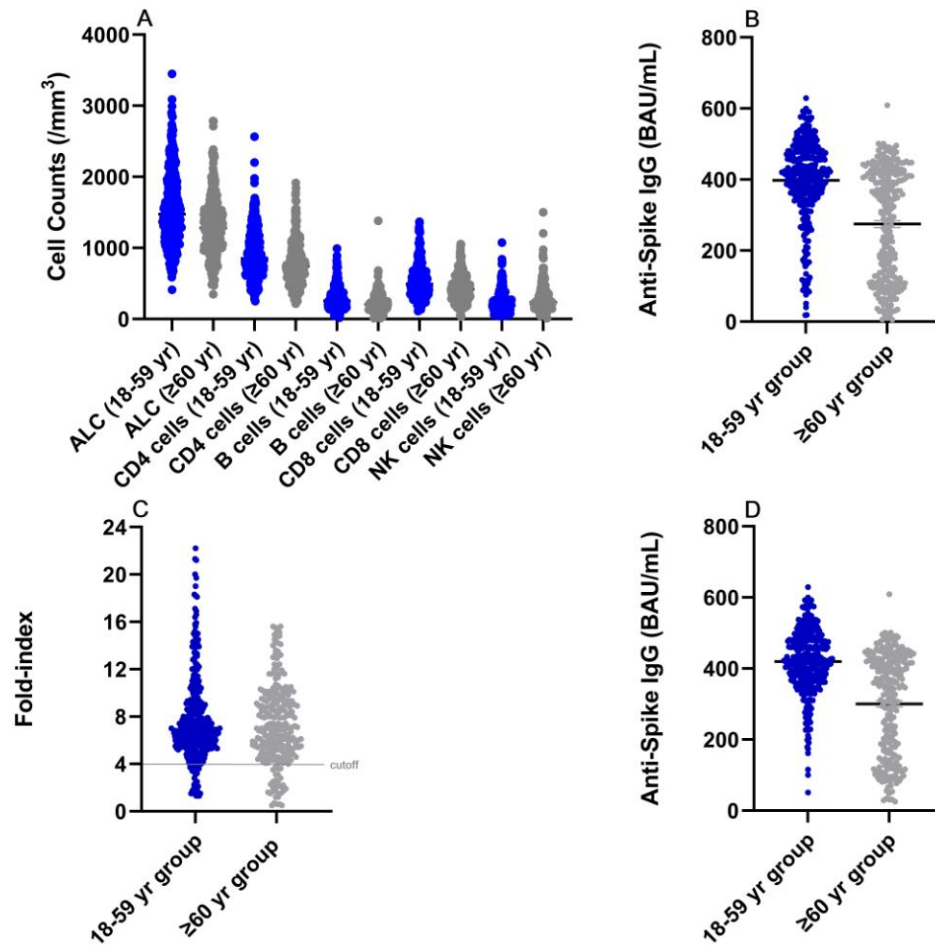 A
Cell Counts (/mm³)
4000
3000
2000
1000
0
ALC (18-59 yr)
ALC (≥60 yr)
CD4 cells (18-59 yr)
CD4 cells (≥60 yr)
B cells (18-59 yr)
B cells (≥60 yr)
CD8 cells (18-59 yr)
CD8 cells (≥60 yr)
NK cells (18-59 yr)
NK cells (≥60 yr)
B
Anti-Spike IgG (BAU/mL)
800
600
400
200
0
18-59 yr group
≥60 yr group
C
Fold-index
24
20
16
12
8
4
0
cutoff
18-59 yr group
≥60 yr group
D
Anti-Spike IgG (BAU/mL)
800
600
400
200
0
18-59 yr group
≥60 yr group